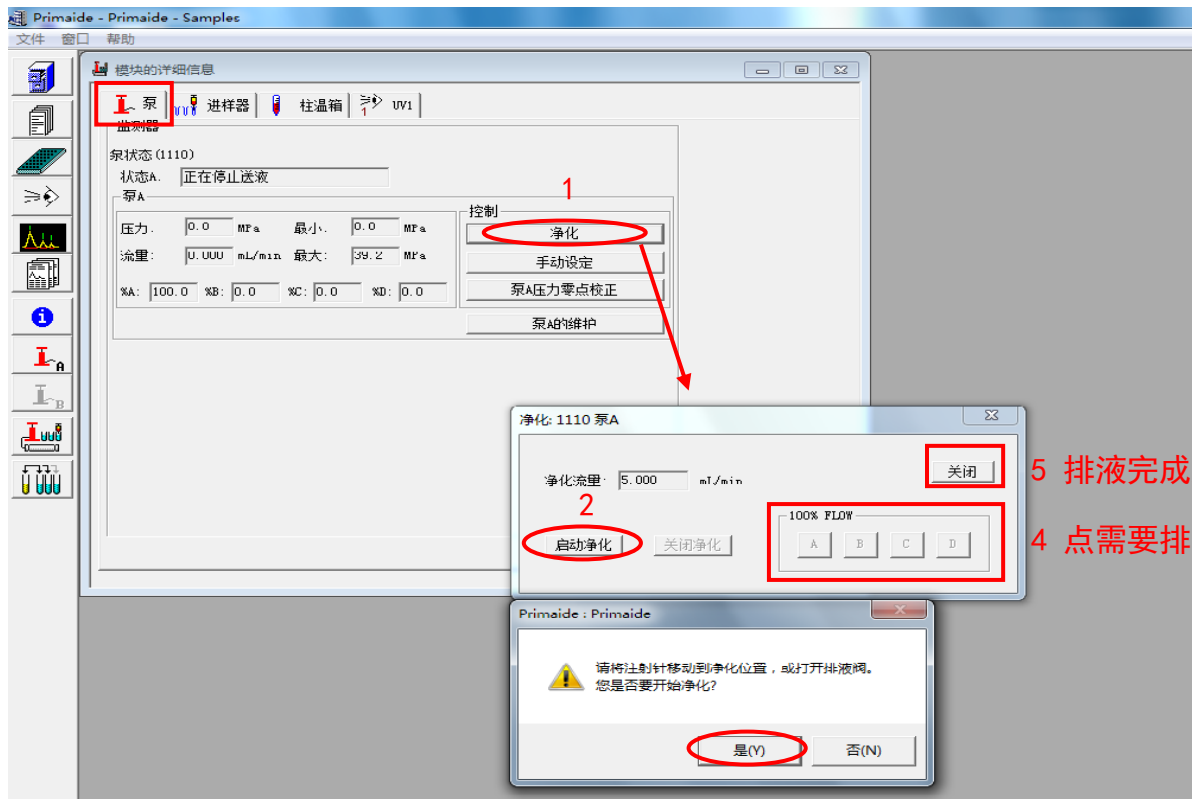 Primaide - Primaide - Samples
文件 窗口 帮助
模块的详细信息
泵 进样器 柱温箱 1 UV1
监测器
泵状态(1110)
状态A. 正在停止送液
泵A
压力. 0.0 MPa 最小. 0.0 MPa
流量: 0.000 mL/min 最大: 39.2 MPa
%A: 100.0 %B: 0.0 %C: 0.0 %D: 0.0
1
控制
净化
手动设定
泵A压力零点校正
泵A的维护
A
B
净化: 1110 泵A
关闭
5 排液完成
净化流量: 5.000 mL/min
2
启动净化 关闭净化
100% FLOW
A B C D
4 点需要排
Primaide : Primaide
请将注射针移动到净化位置，或打开排液阀。
您是否要开始净化?
是(Y) 否(N)